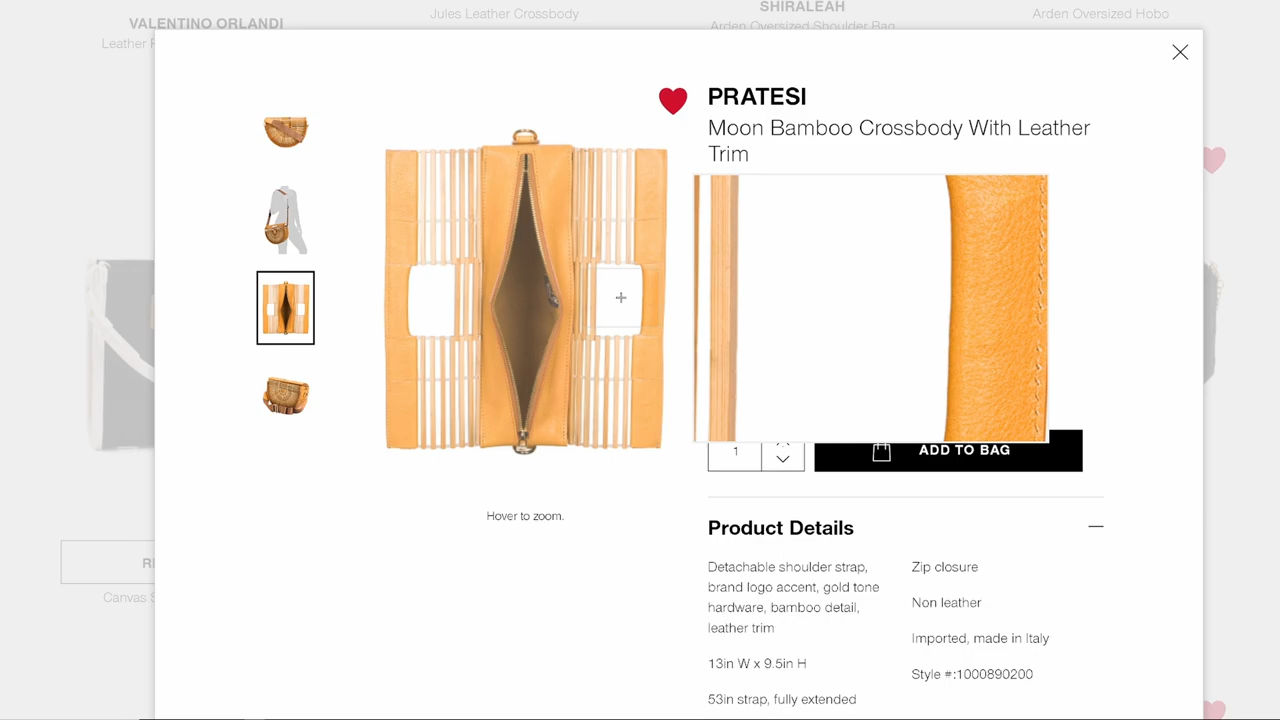 VALENTINO ORLANDI
Jules Leather Crossbody
SHIRALEAH
Arden Oversized Shoulder Bag
Arden Oversized Hobo
Leather
PRATESI
Moon Bamboo Crossbody With Leather
Trim
1
ADD TO BAG
Hover to zoom.
Product Details
Detachable shoulder strap,
brand logo accent, gold tone
hardware, bamboo detail,
leather trim
13in W x 9.5in H
53in strap, fully extended
Zip closure
Non leather
Imported, made in Italy
Style #:1000890200
Canvas